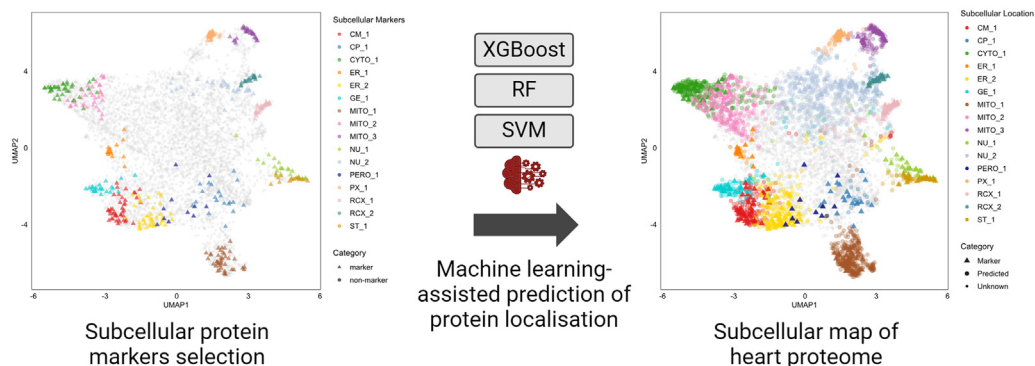 Subcellular Markers
CM_1
CP_1
CYTO_1
ER_1
ER_2
GE_1
MITO_1
MITO_2
MITO_3
NU_1
NU_2
PERO_1
PX_1
RCX_1
RCX_2
ST_1
Category
marker
non-marker
4
0
-4
UMAP2
-6
-3
0
3
6
UMAP1
Subcellular protein
markers selection
XGBoost
RF
SVM
Machine learning-
assisted prediction of
protein localisation
Subcellular Location
CM_1
CP_1
CYTO_1
ER_1
ER_2
GE_1
MITO_1
MITO_2
MITO_3
NU_1
NU_2
PERO_1
PX_1
RCX_1
RCX_2
ST_1
Category
Marker
Predicted
Unknown
4
0
-4
UMAP2
-6
-3
0
3
6
UMAP1
Subcellular map of
heart proteome